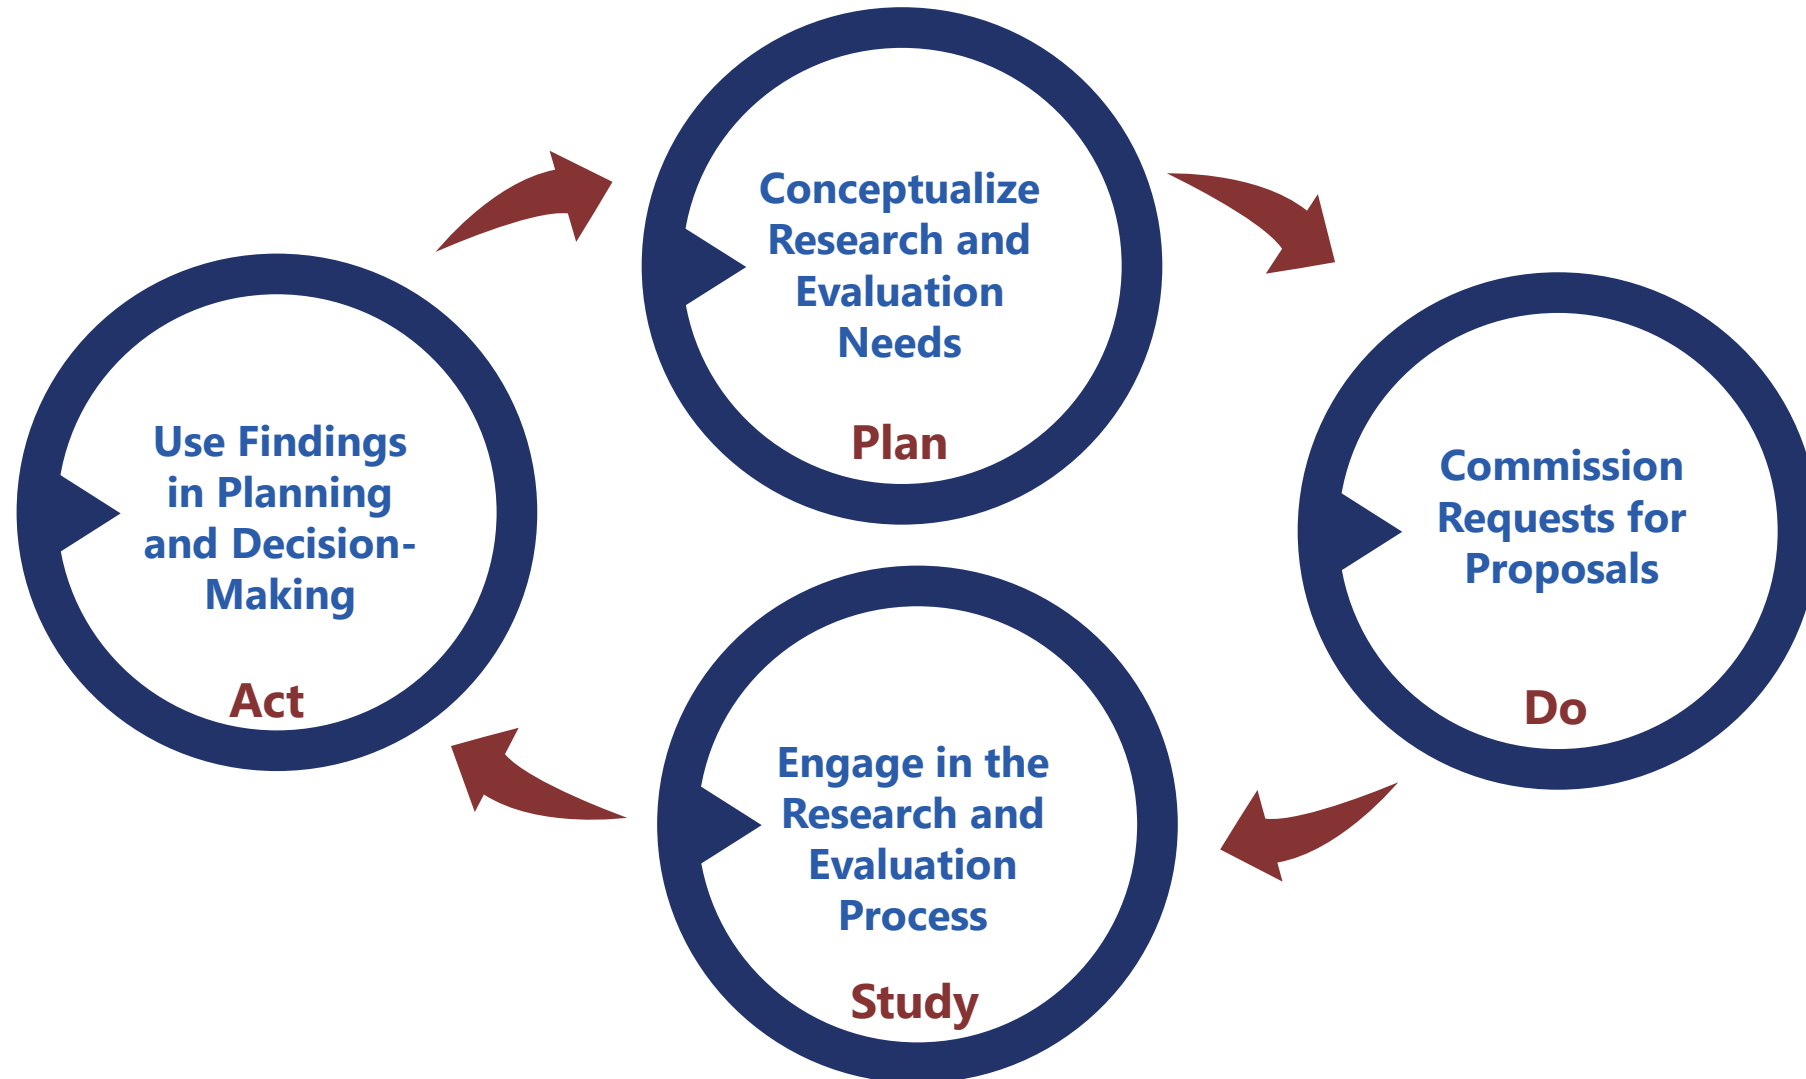 Conceptualize
Research and
Evaluation
Needs
Plan
Commission
Requests for
Proposals
Do
Engage in the
Research and
Evaluation
Process
Study
Use Findings
in Planning
and Decision-
Making
Act